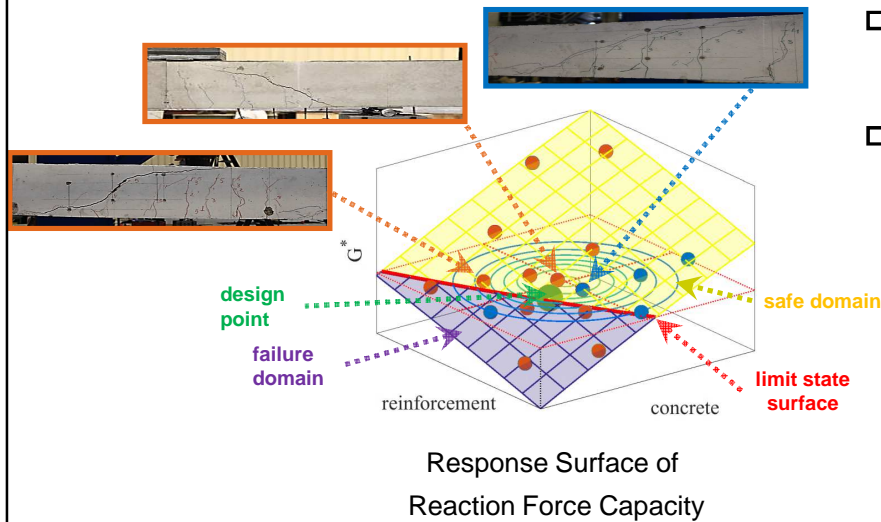 G*
design
point
safe domain
failure
domain
limit state
surface
reinforcement
concrete
Response Surface of
Reaction Force Capacity